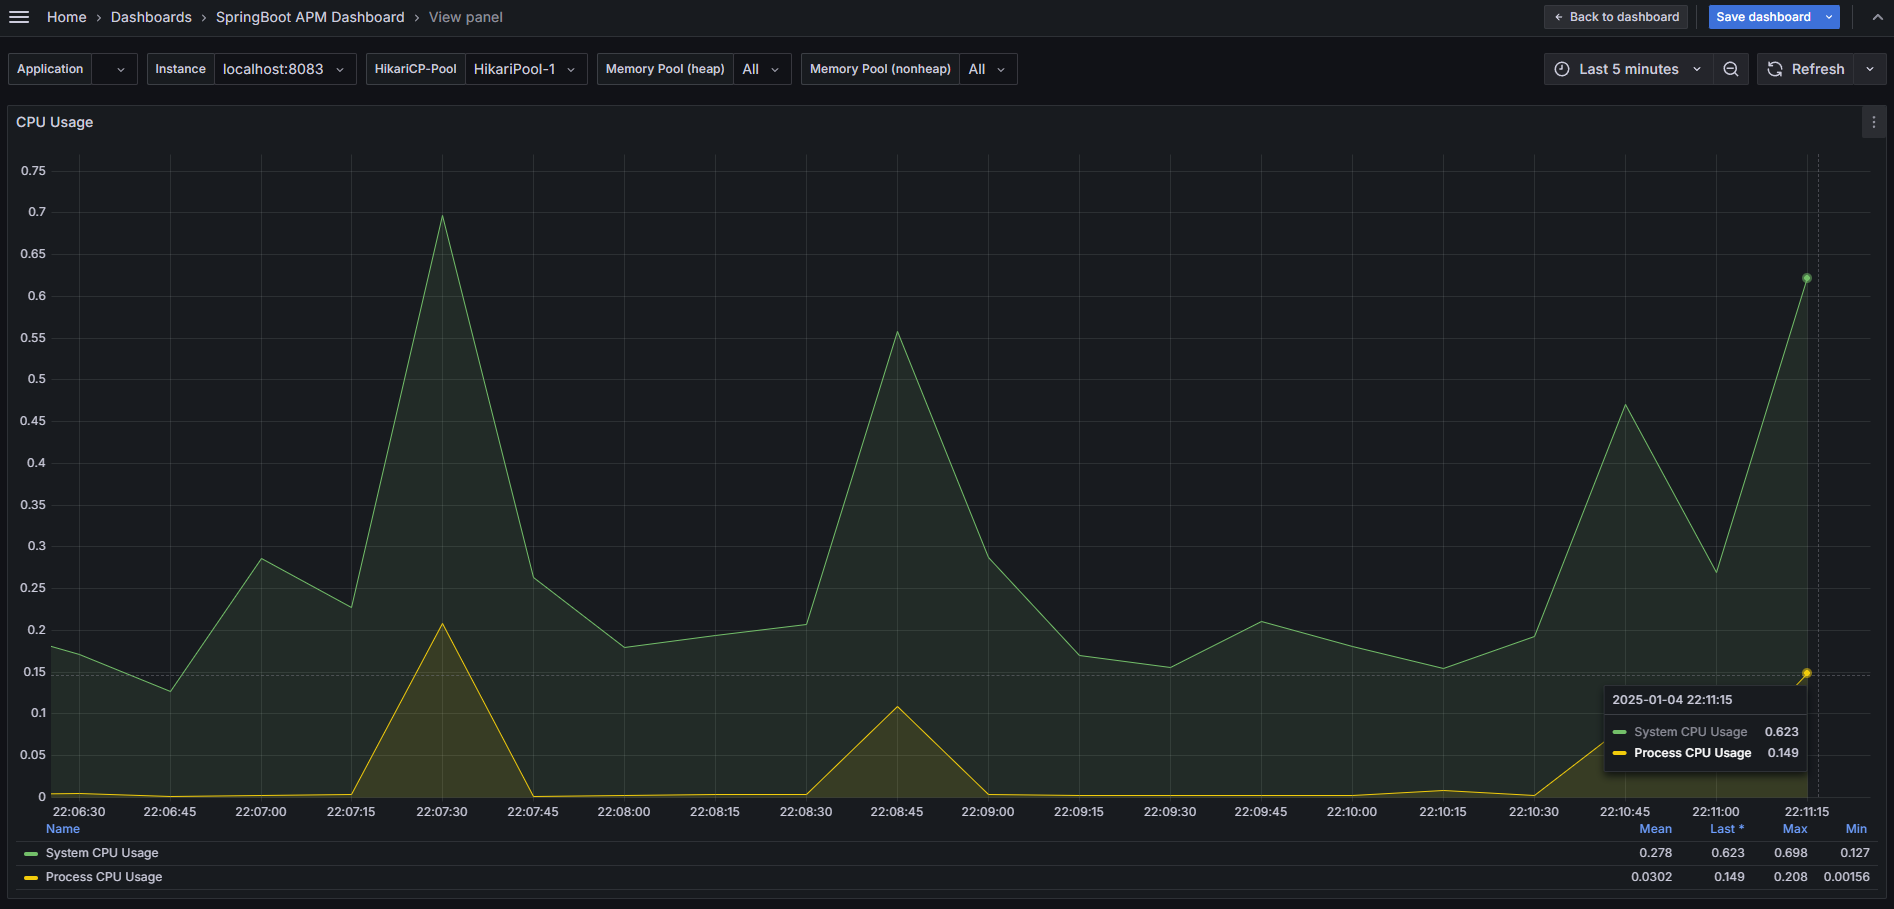 Home › Dashboards › SpringBoot APM Dashboard › View panel
Back to dashboard
Save dashboard
Application
Instance localhost:8083
HikariCP-Pool HikariPool-1
Memory Pool (heap) All
Memory Pool (nonheap) All
Last 5 minutes
Refresh
CPU Usage
0.75
0.7
0.65
0.6
0.55
0.5
0.45
0.4
0.35
0.3
0.25
0.2
0.15
0.1
0.05
0
2025-01-04 22:11:15
System CPU Usage 0.623
Process CPU Usage 0.149
22:06:30 22:06:45 22:07:00 22:07:15 22:07:30 22:07:45 22:08:00 22:08:15 22:08:30 22:08:45 22:09:00 22:09:15 22:09:30 22:09:45 22:10:00 22:10:15 22:10:30 22:10:45 22:11:00 22:11:15
Name Mean Last * Max Min
System CPU Usage 0.278 0.623 0.698 0.127
Process CPU Usage 0.0302 0.149 0.208 0.00156